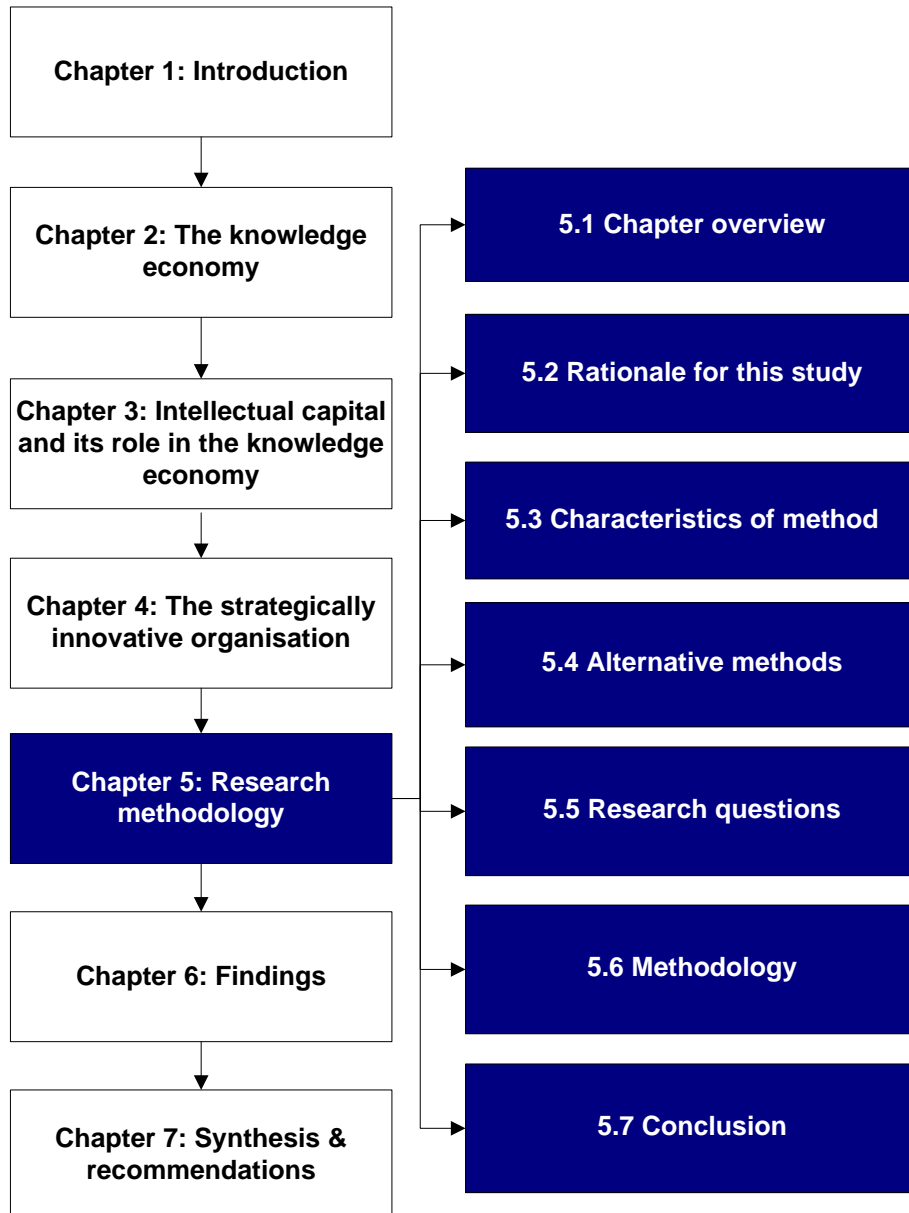 Chapter 1: Introduction
Chapter 2: The knowledge
economy
Chapter 3: Intellectual capital
and its role in the knowledge
economy
Chapter 4: The strategically
innovative organisation
Chapter 5: Research
methodology
Chapter 6: Findings
Chapter 7: Synthesis &
recommendations
5.1 Chapter overview
5.2 Rationale for this study
5.3 Characteristics of method
5.4 Alternative methods
5.5 Research questions
5.6 Methodology
5.7 Conclusion